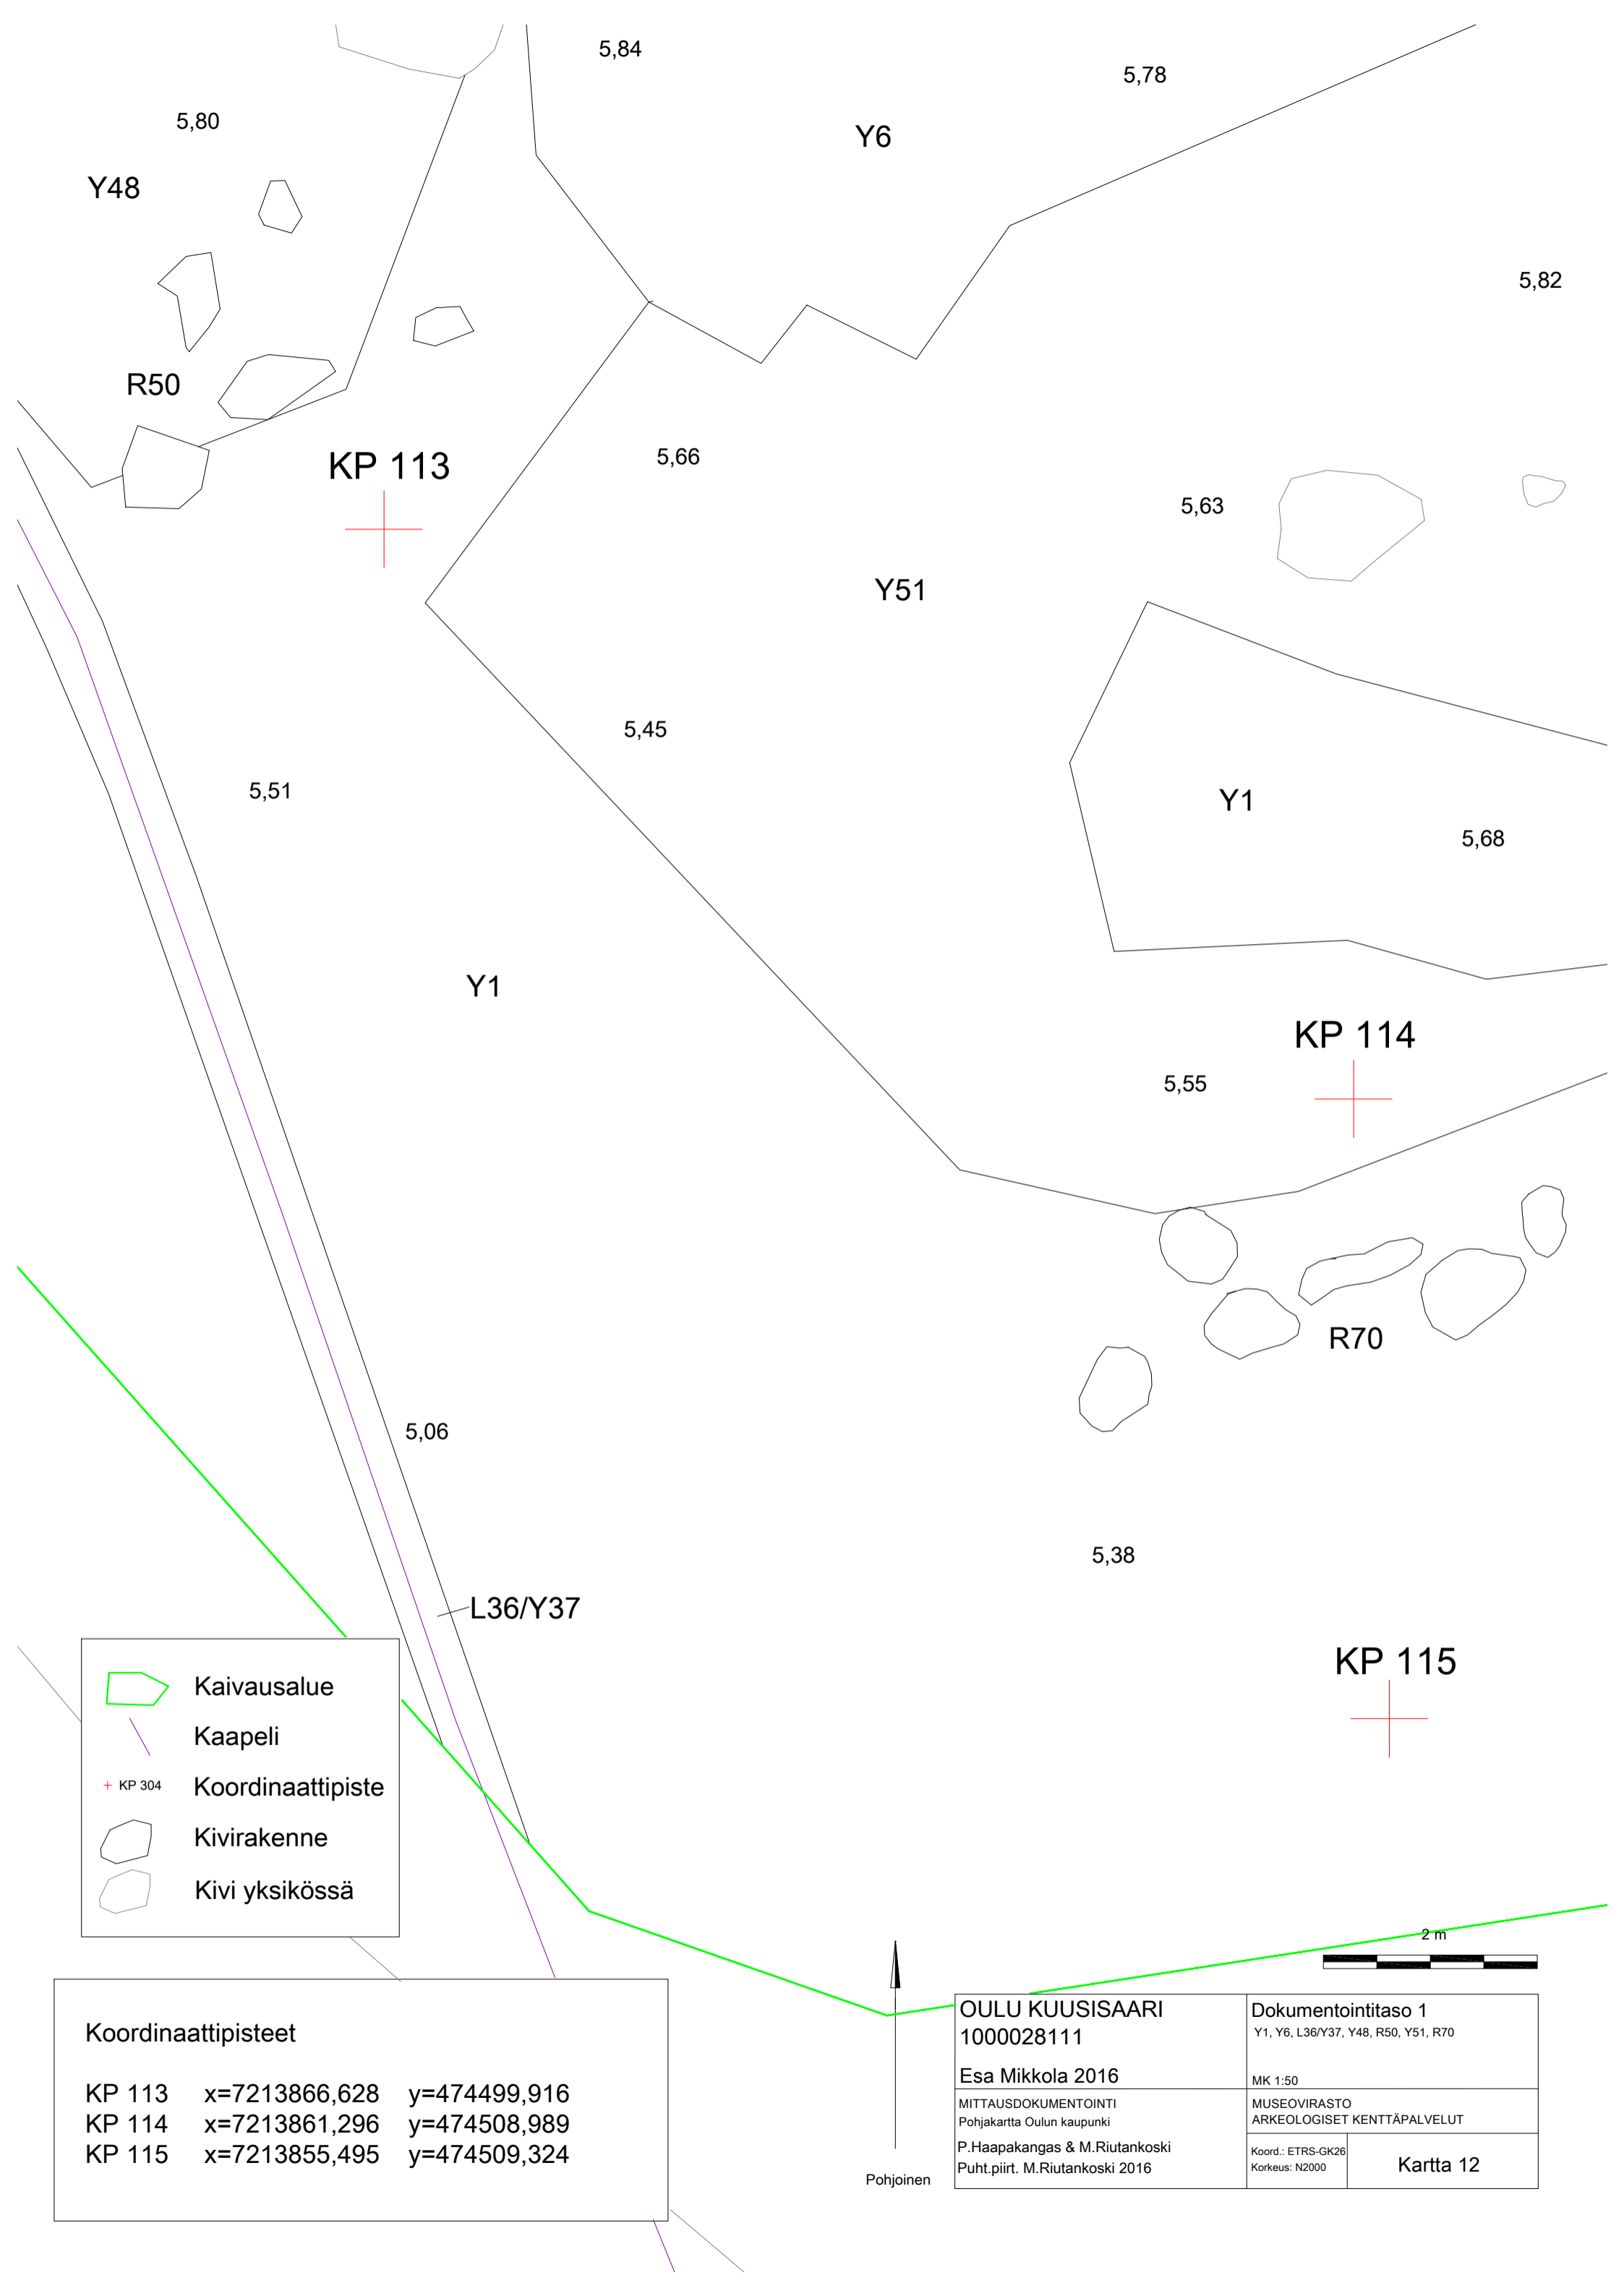 5,84
5,78
5,80
Y6
Y48
5,82
R50
KP 113
5,66
5,63
Y51
5,45
5,51
Y1
5,68
Y1
KP 114
5,55
R70
5,06
5,38
L36/Y37
KP 115
Kaivausalue
Kaapeli
KP 304 Koordinaattipiste
Kivirakenne
Kivi yksikössä
2 m
Koordinaattipisteet
KP 113 x=7213866,628 y=474499,916
KP 114 x=7213861,296 y=474508,989
KP 115 x=7213855,495 y=474509,324
Pohjoinen
OULU KUUSISAARI
1000028111
Esa Mikkola 2016
Dokumentointitaso 1
Y1, Y6, L36/Y37, Y48, R50, Y51, R70
MK 1:50
MITTAUSDOKUMENTOINTI
Pohjakartta Oulun kaupunki
P.Haapakangas & M.Riutankoski
Puht.piirt. M.Riutankoski 2016
MUSEOVIRASTO
ARKEOLOGISET KENTTÄPALVELUT
Koord.: ETRS-GK26
Korkeus: N2000
Kartta 12